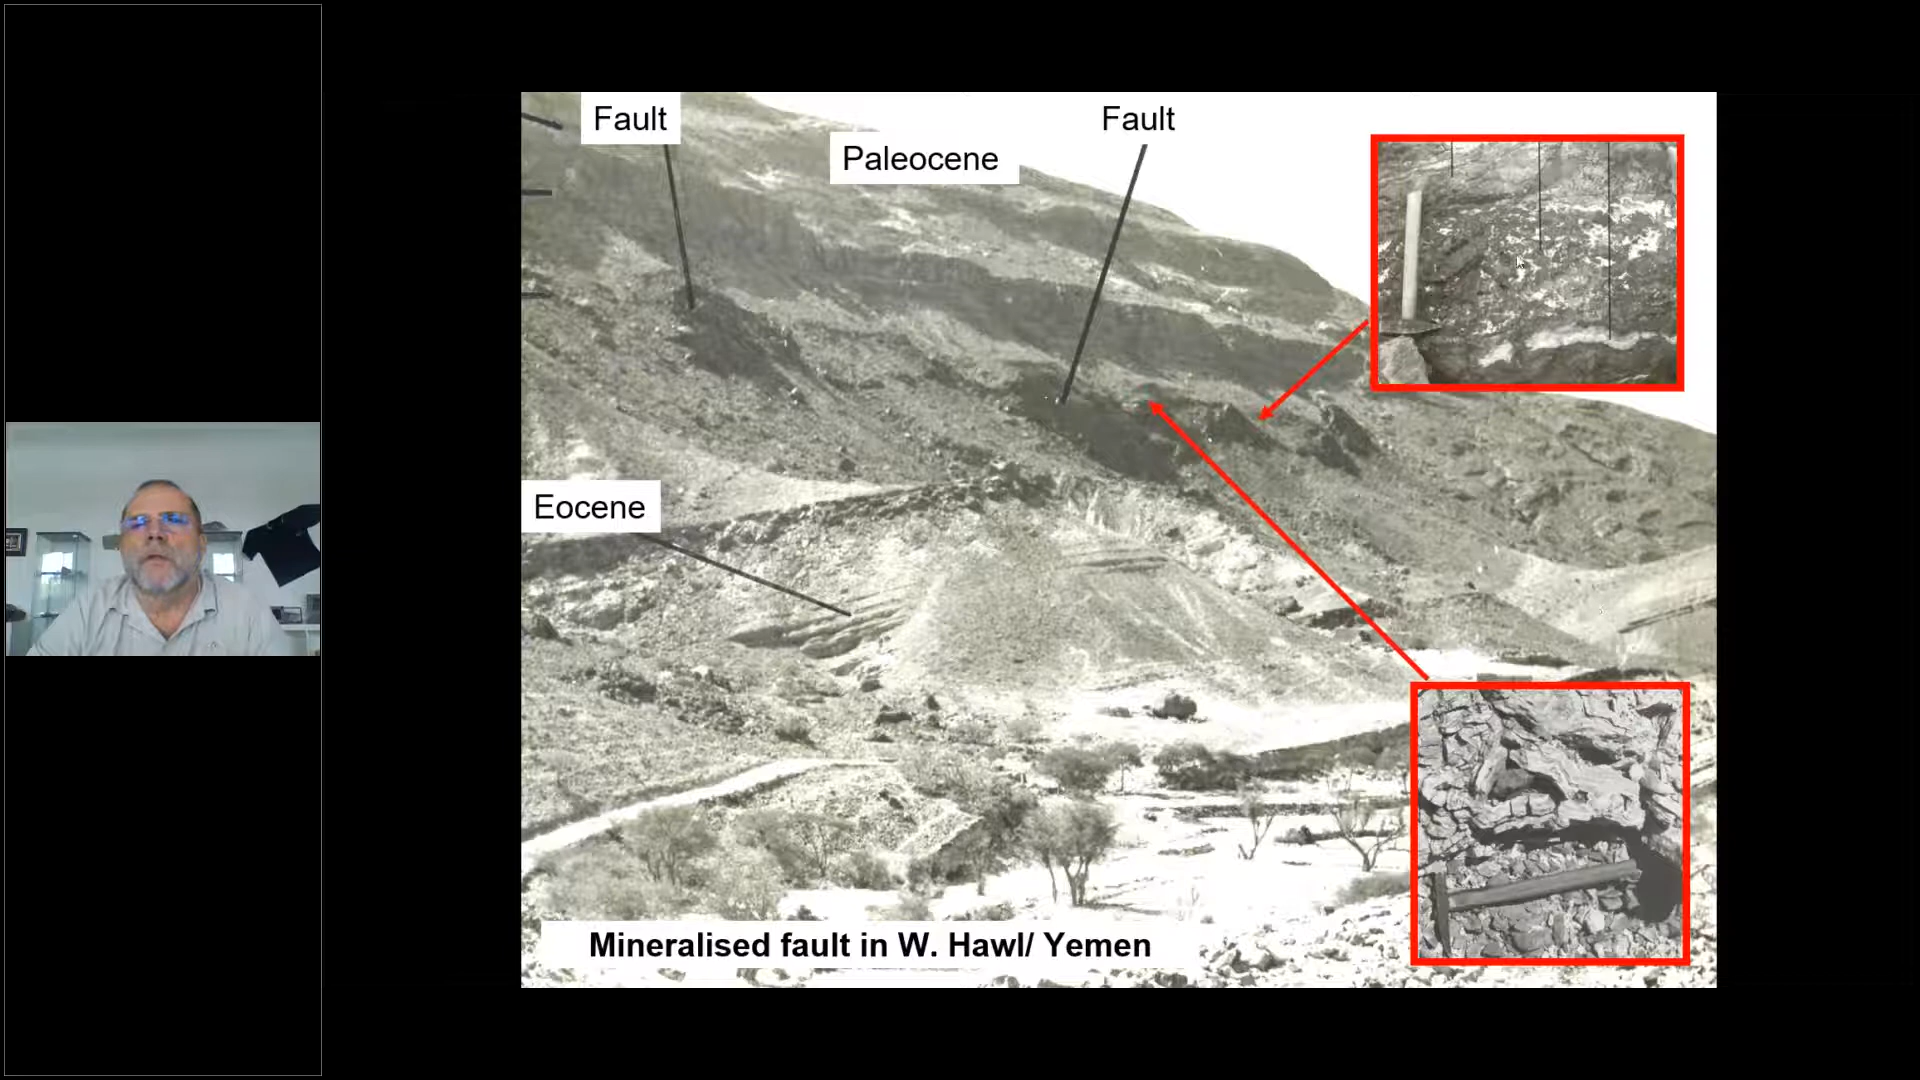 Fault
Fault
Paleocene
Eocene
Mineralised fault in W. Hawl/ Yemen